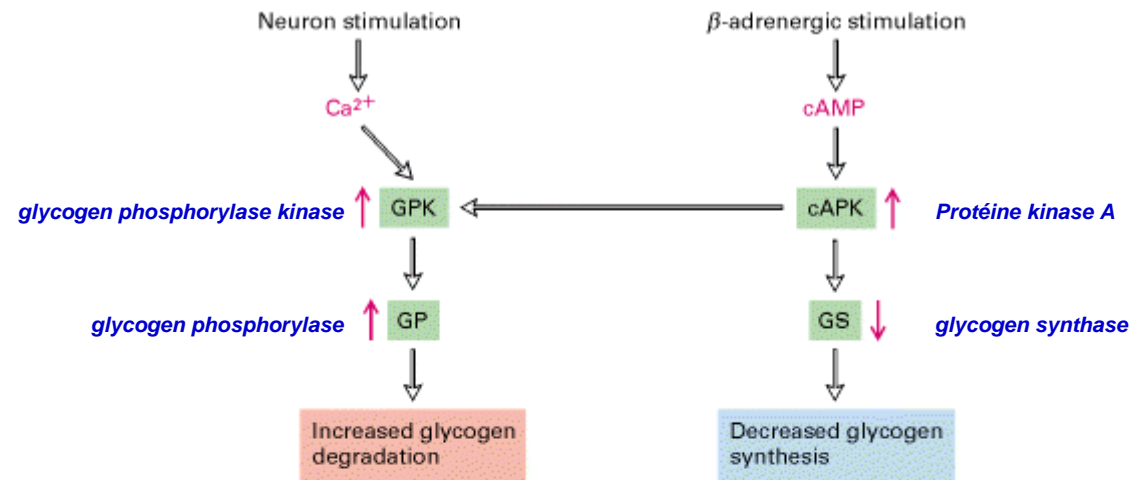 Neuron stimulation
β-adrenergic stimulation
Ca²⁺
cAMP
glycogen phosphorylase kinase
GPK
cAPK
Protéine kinase A
glycogen phosphorylase
GP
GS
glycogen synthase
Increased glycogen
degradation
Decreased glycogen
synthesis